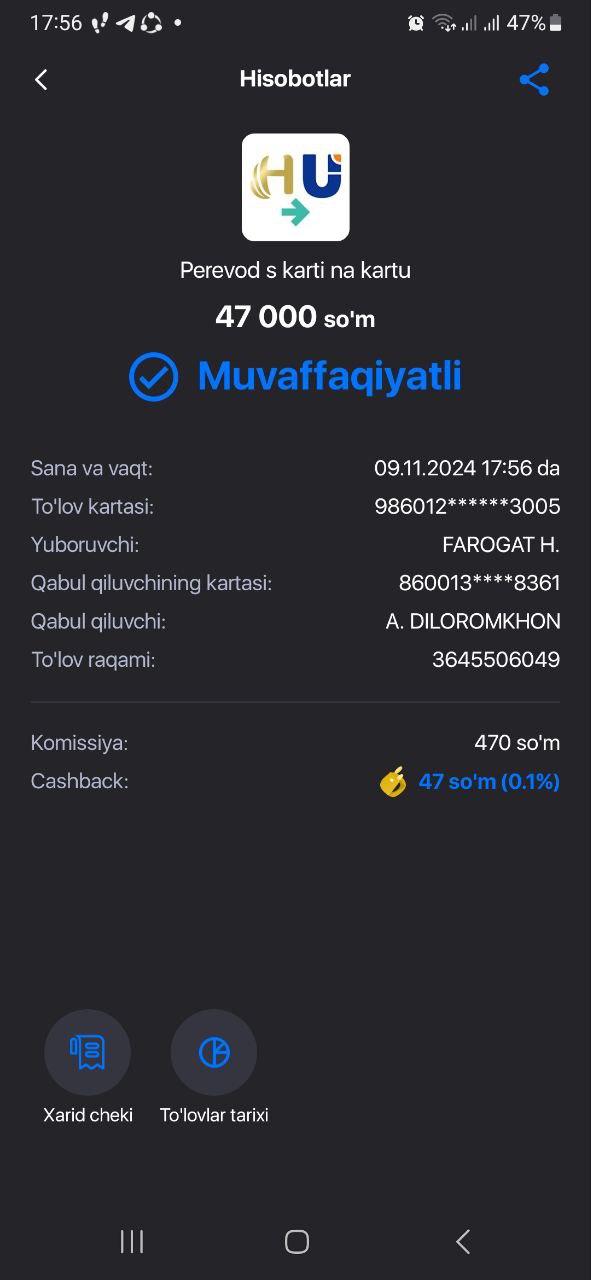 17:56 47%
Hisobotlar
HU
Perevod s karti na kartu
47 000 so'm
Muvaffaqiyatli
Sana va vaqt: 09.11.2024 17:56 da
To'lov kartasi: 986012******3005
Yuboruvchi: FAROGAT H.
Qabul qiluvchining kartasi: 860013****8361
Qabul qiluvchi: A. DILOROMKHON
To'lov raqami: 3645506049
Komissiya: 470 so'm
Cashback: 47 so'm (0.1%)
Xarid cheki To'lovlar tarixi